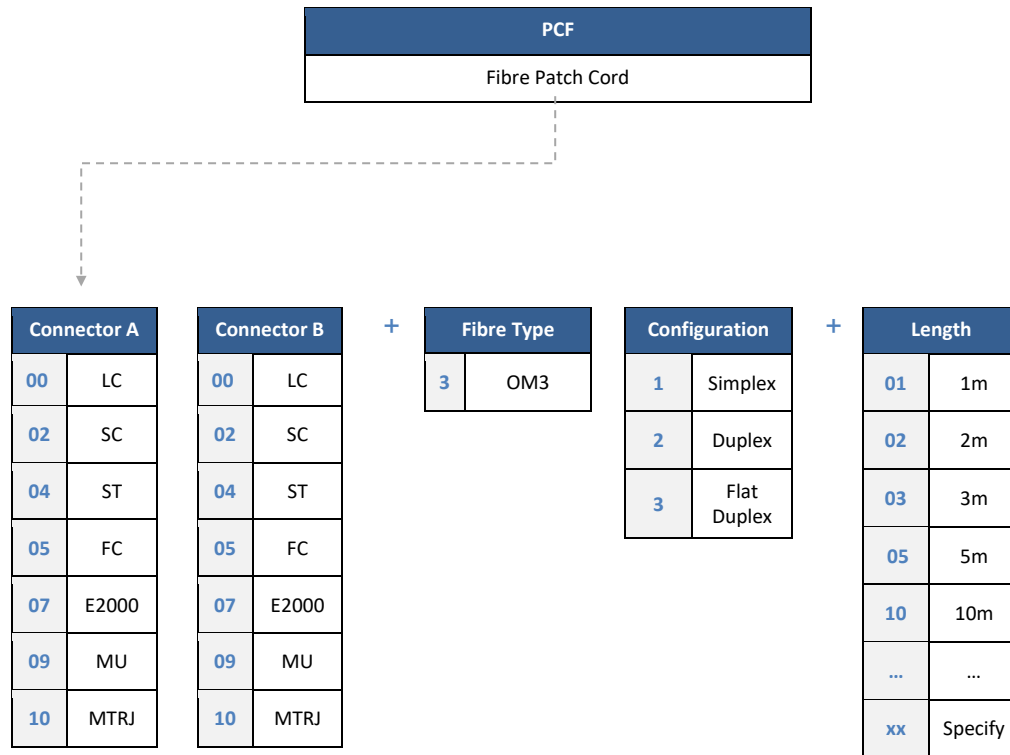 PCF
Fibre Patch Cord
Connector A
Connector B
+
Fibre Type
Configuration
+
Length
00 LC
00 LC
3 OM3
1 Simplex
01 1m
02 SC
02 SC
2 Duplex
02 2m
04 ST
04 ST
3 Flat
Duplex
03 3m
05 FC
05 FC
05 5m
07 E2000
07 E2000
10 10m
09 MU
09 MU
... ...
10 MTRJ
10 MTRJ
xx Specify